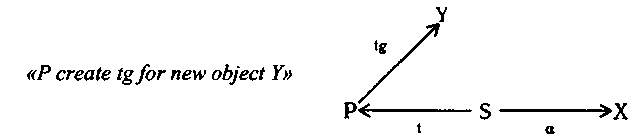 Y
tg
«P create tg for new object Y»
P S X
t α